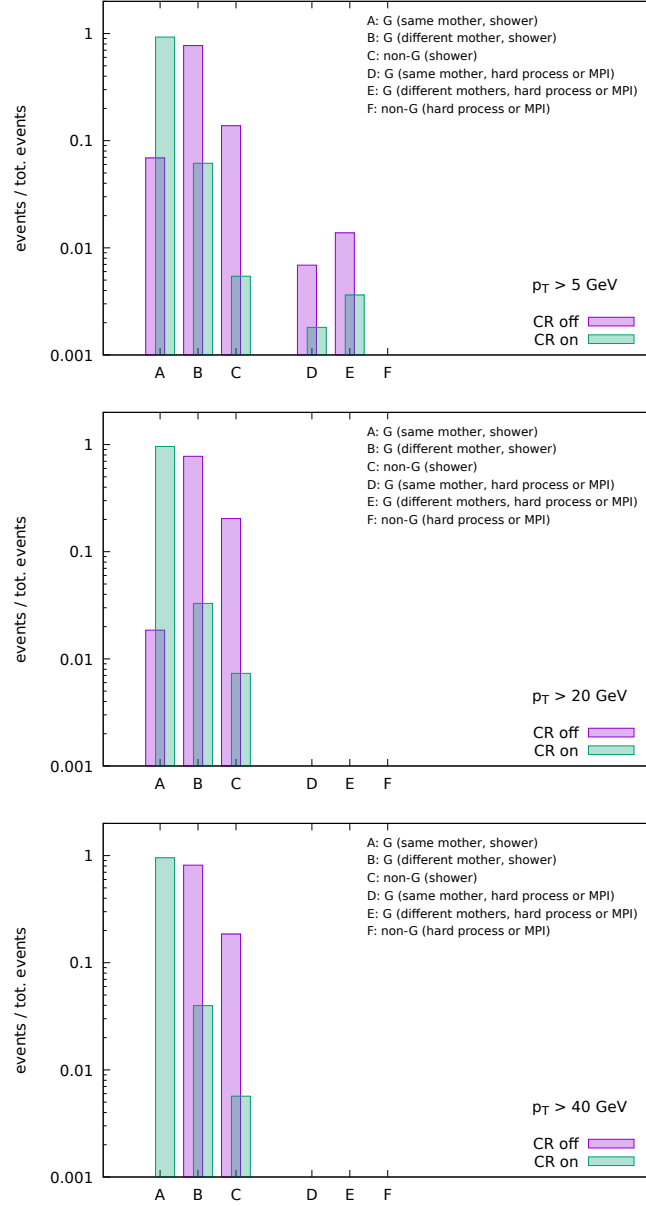 1
0.1
0.01
0.001
events / tot. events
A: G (same mother, shower)
B: G (different mother, shower)
C: non-G (shower)
D: G (same mother, hard process or MPI)
E: G (different mothers, hard process or MPI)
F: non-G (hard process or MPI)
pT > 5 GeV
CR off
CR on
A B C D E F
1
0.1
0.01
0.001
events / tot. events
A: G (same mother, shower)
B: G (different mother, shower)
C: non-G (shower)
D: G (same mother, hard process or MPI)
E: G (different mothers, hard process or MPI)
F: non-G (hard process or MPI)
pT > 20 GeV
CR off
CR on
A B C D E F
1
0.1
0.01
0.001
events / tot. events
A: G (same mother, shower)
B: G (different mother, shower)
C: non-G (shower)
D: G (same mother, hard process or MPI)
E: G (different mothers, hard process or MPI)
F: non-G (hard process or MPI)
pT > 40 GeV
CR off
CR on
A B C D E F